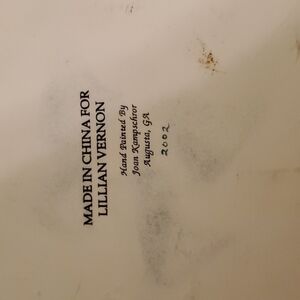 MADE IN CHINA FOR
LILLIAN VERNON
Hand Painted By
Joan Kampschror
Augusta, GA
2002